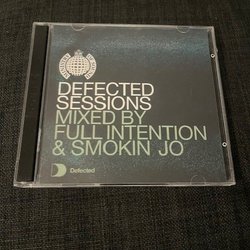 DEFECTED
SESSIONS
MIXED BY
FULL INTENTION
& SMOKIN JO
Defected